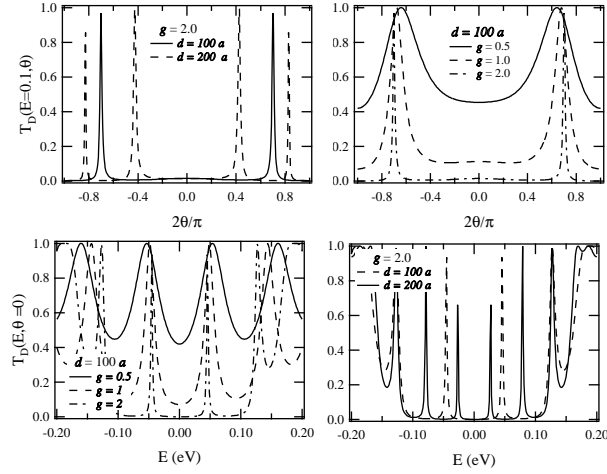 1.0
0.8
0.6
0.4
0.2
0.0
T_D(E=0.1,θ)
g = 2.0
d = 100 a
d = 200 a
-0.8 -0.4 0.0 0.4 0.8
2θ/π
1.0
0.8
0.6
0.4
0.2
0.0
d = 100 a
g = 0.5
g = 1.0
g = 2.0
-0.8 -0.4 0.0 0.4 0.8
2θ/π
1.0
0.8
0.6
0.4
0.2
0.0
T_D(E,θ =0)
d = 100 a
g = 0.5
g = 1
g = 2
-0.20 -0.10 0.00 0.10 0.20
E (eV)
1.0
0.8
0.6
0.4
0.2
0.0
g = 2.0
d = 100 a
d = 200 a
-0.20 -0.10 0.00 0.10 0.20
E (eV)